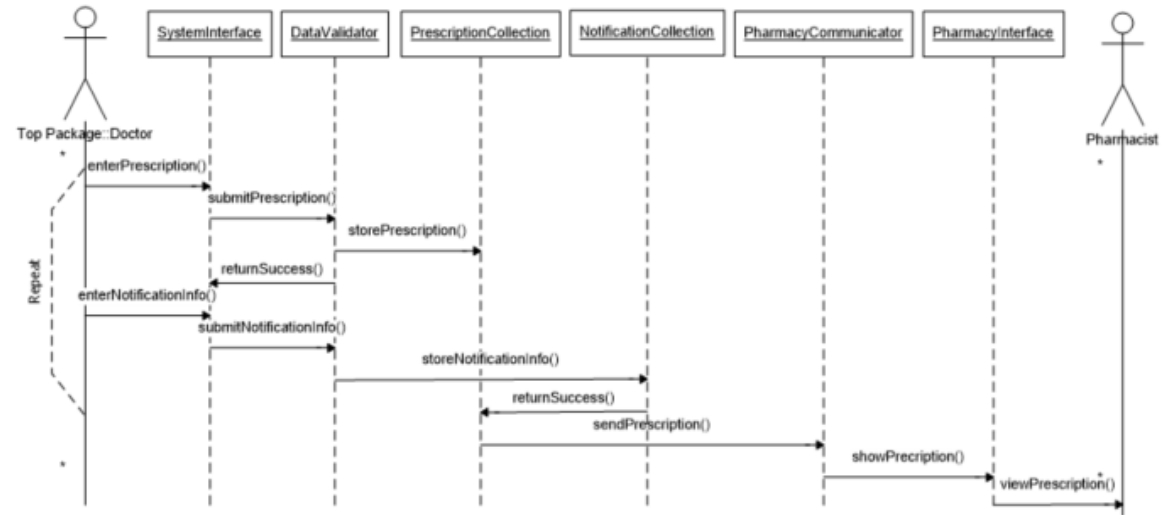 SystemInterface
DataValidator
PrescriptionCollection
NotificationCollection
PharmacyCommunicator
PharmacyInterface
Top Package::Doctor
Pharmacist
*
*
enterPrescription()
submitPrescription()
storePrescription()
returnSuccess()
Repeat
enterNotificationInfo()
submitNotificationInfo()
storeNotificationInfo()
returnSuccess()
sendPrescription()
showPrecription()
*
*
viewPrescription()